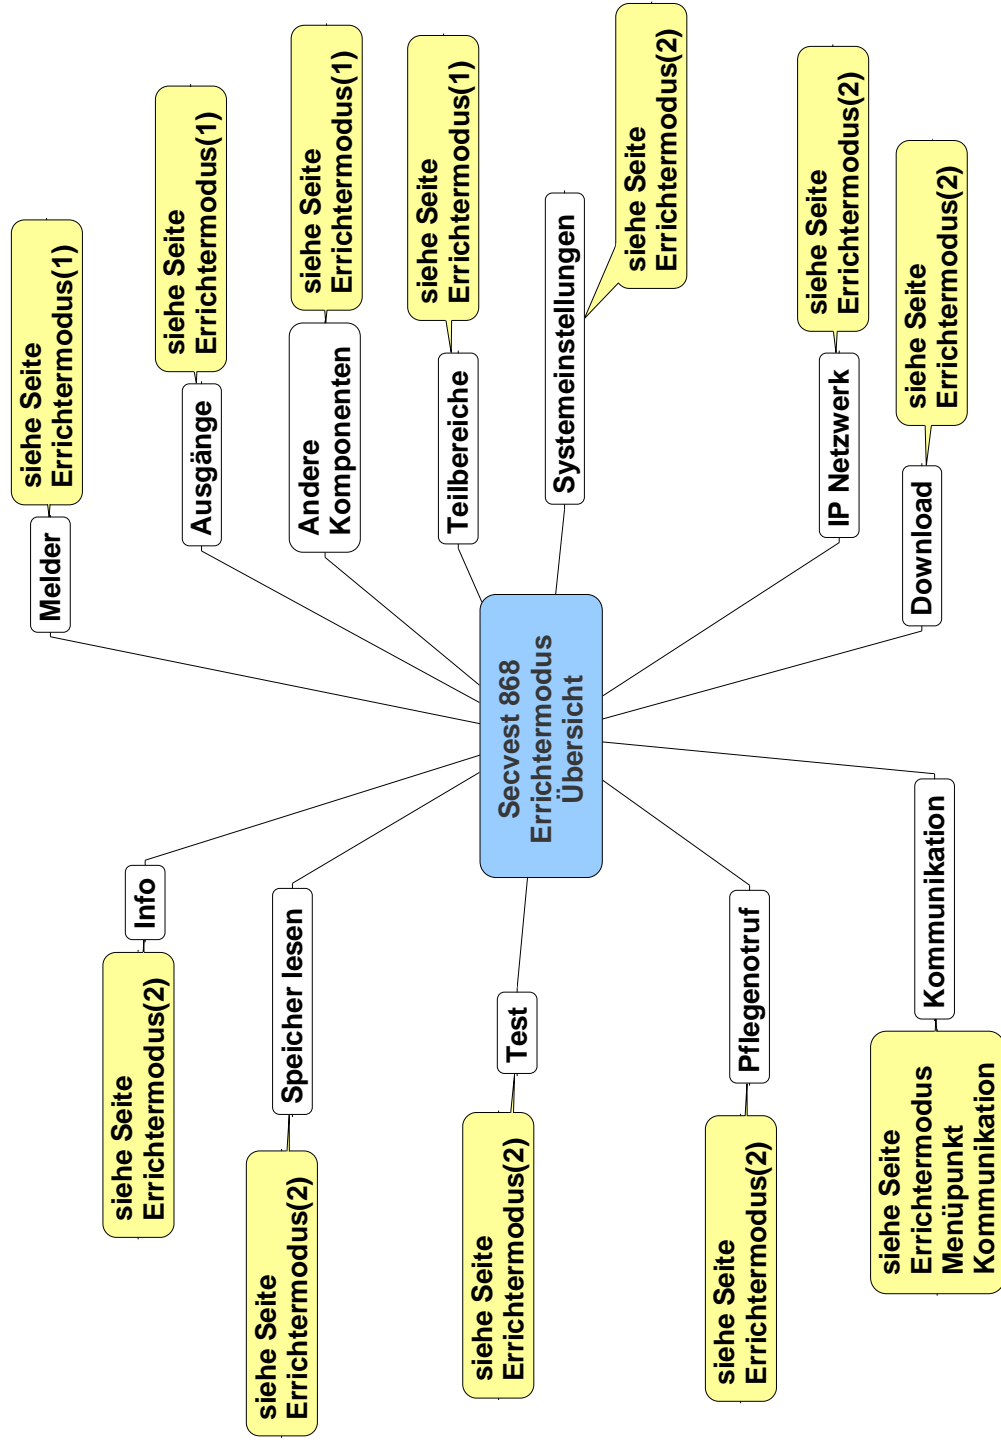 Secvest 868
Errichtermodus
Übersicht
Melder
siehe Seite
Errichtermodus(1)
Ausgänge
siehe Seite
Errichtermodus(1)
Andere
Komponenten
siehe Seite
Errichtermodus(1)
Teilbereiche
siehe Seite
Errichtermodus(1)
Systemeinstellungen
siehe Seite
Errichtermodus(2)
IP Netzwerk
siehe Seite
Errichtermodus(2)
Download
siehe Seite
Errichtermodus(2)
Info
siehe Seite
Errichtermodus(2)
Speicher lesen
siehe Seite
Errichtermodus(2)
Test
siehe Seite
Errichtermodus(2)
Pflegenotruf
siehe Seite
Errichtermodus(2)
Kommunikation
siehe Seite
Errichtermodus
Menüpunkt
Kommunikation